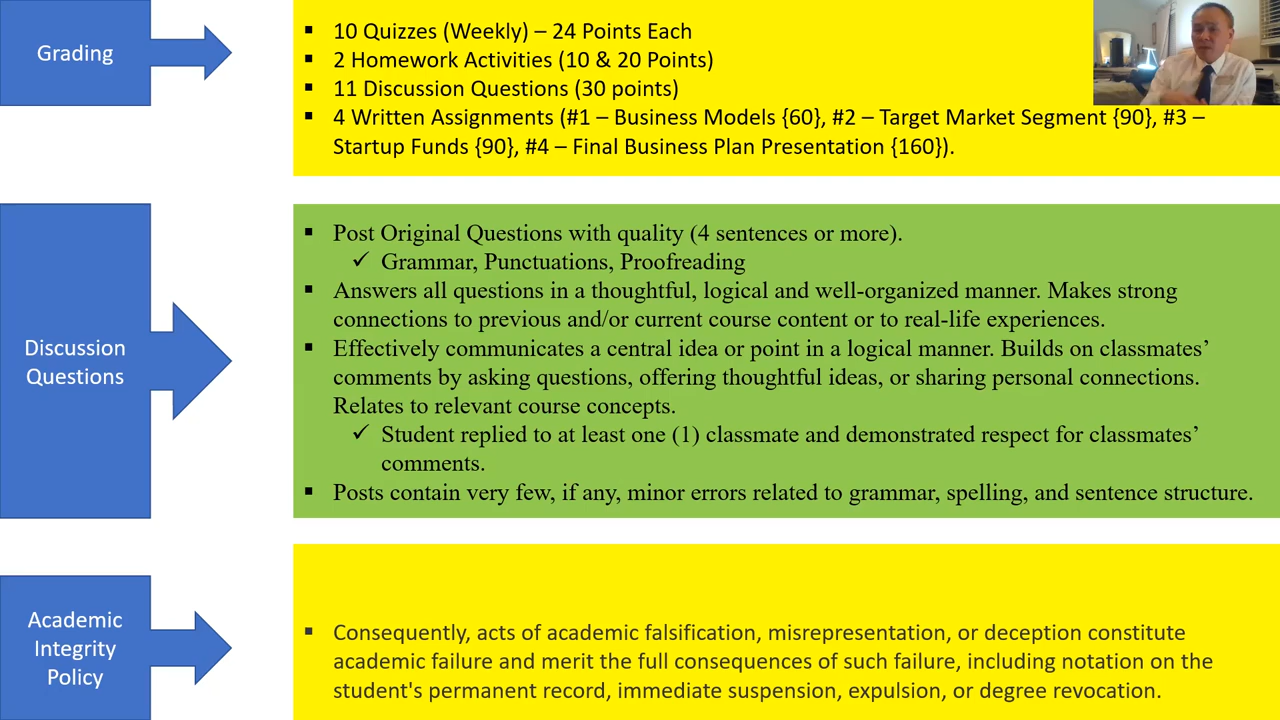 Grading
▪ 10 Quizzes (Weekly) – 24 Points Each
▪ 2 Homework Activities (10 & 20 Points)
▪ 11 Discussion Questions (30 points)
▪ 4 Written Assignments (#1 – Business Models {60}, #2 – Target Market Segment {90}, #3 –
Startup Funds {90}, #4 – Final Business Plan Presentation {160}).
Discussion
Questions
▪ Post Original Questions with quality (4 sentences or more).
✓ Grammar, Punctuations, Proofreading
▪ Answers all questions in a thoughtful, logical and well-organized manner. Makes strong
connections to previous and/or current course content or to real-life experiences.
▪ Effectively communicates a central idea or point in a logical manner. Builds on classmates’
comments by asking questions, offering thoughtful ideas, or sharing personal connections.
Relates to relevant course concepts.
✓ Student replied to at least one (1) classmate and demonstrated respect for classmates’
comments.
▪ Posts contain very few, if any, minor errors related to grammar, spelling, and sentence structure.
Academic
Integrity
Policy
▪ Consequently, acts of academic falsification, misrepresentation, or deception constitute
academic failure and merit the full consequences of such failure, including notation on the
student's permanent record, immediate suspension, expulsion, or degree revocation.